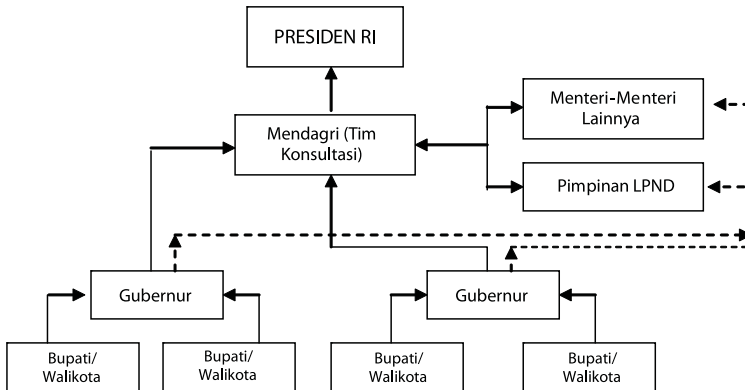 PRESIDEN RI
Menteri-Menteri
Lainnya
Mendagri (Tim
Konsultasi)
Pimpinan LPND
Gubernur
Gubernur
Bupati/
Walikota
Bupati/
Walikota
Bupati/
Walikota
Bupati/
Walikota